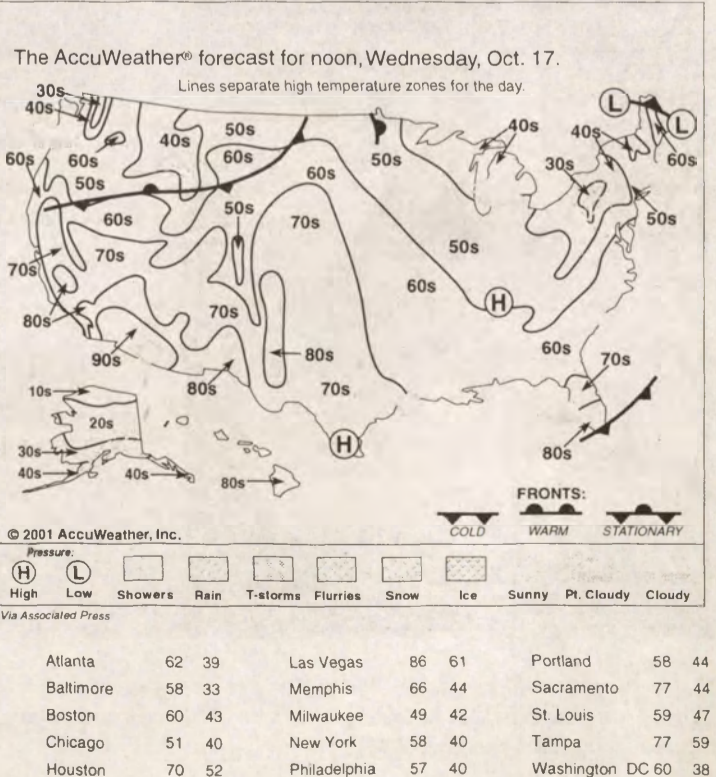 The AccuWeather® forecast for noon, Wednesday, Oct. 17.
Lines separate high temperature zones for the day.
30s
40s
60s
60s
50s
40s
50s
60s
50s
40s
40s
30s
60s
50s
60s
50s
70s
60s
70s
80s
90s
70s
80s
80s
70s
60s
50s
60s
70s
80s
10s
20s
30s
40s
40s
80s
H
H
L
L
FRONTS:
COLD WARM STATIONARY
© 2001 AccuWeather, Inc.
Pressure:
H L
High Low Showers Rain T-storms Flurries Snow Ice Sunny Pt. Cloudy Cloudy
Via Associated Press
Atlanta 62 39 Las Vegas 86 61 Portland 58 44
Baltimore 58 33 Memphis 66 44 Sacramento 77 44
Boston 60 43 Milwaukee 49 42 St. Louis 59 47
Chicago 51 40 New York 58 40 Tampa 77 59
Houston 70 52 Philadelphia 57 40 Washington DC 60 38